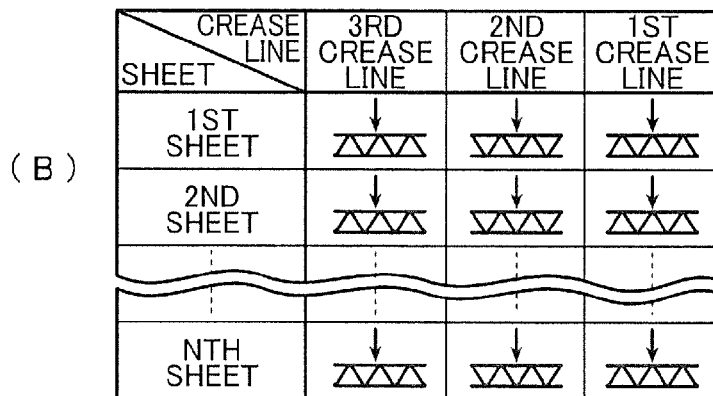 CREASE
LINE
SHEET
3RD
CREASE
LINE
2ND
CREASE
LINE
1ST
CREASE
LINE
(B)
1ST
SHEET
2ND
SHEET
NTH
SHEET